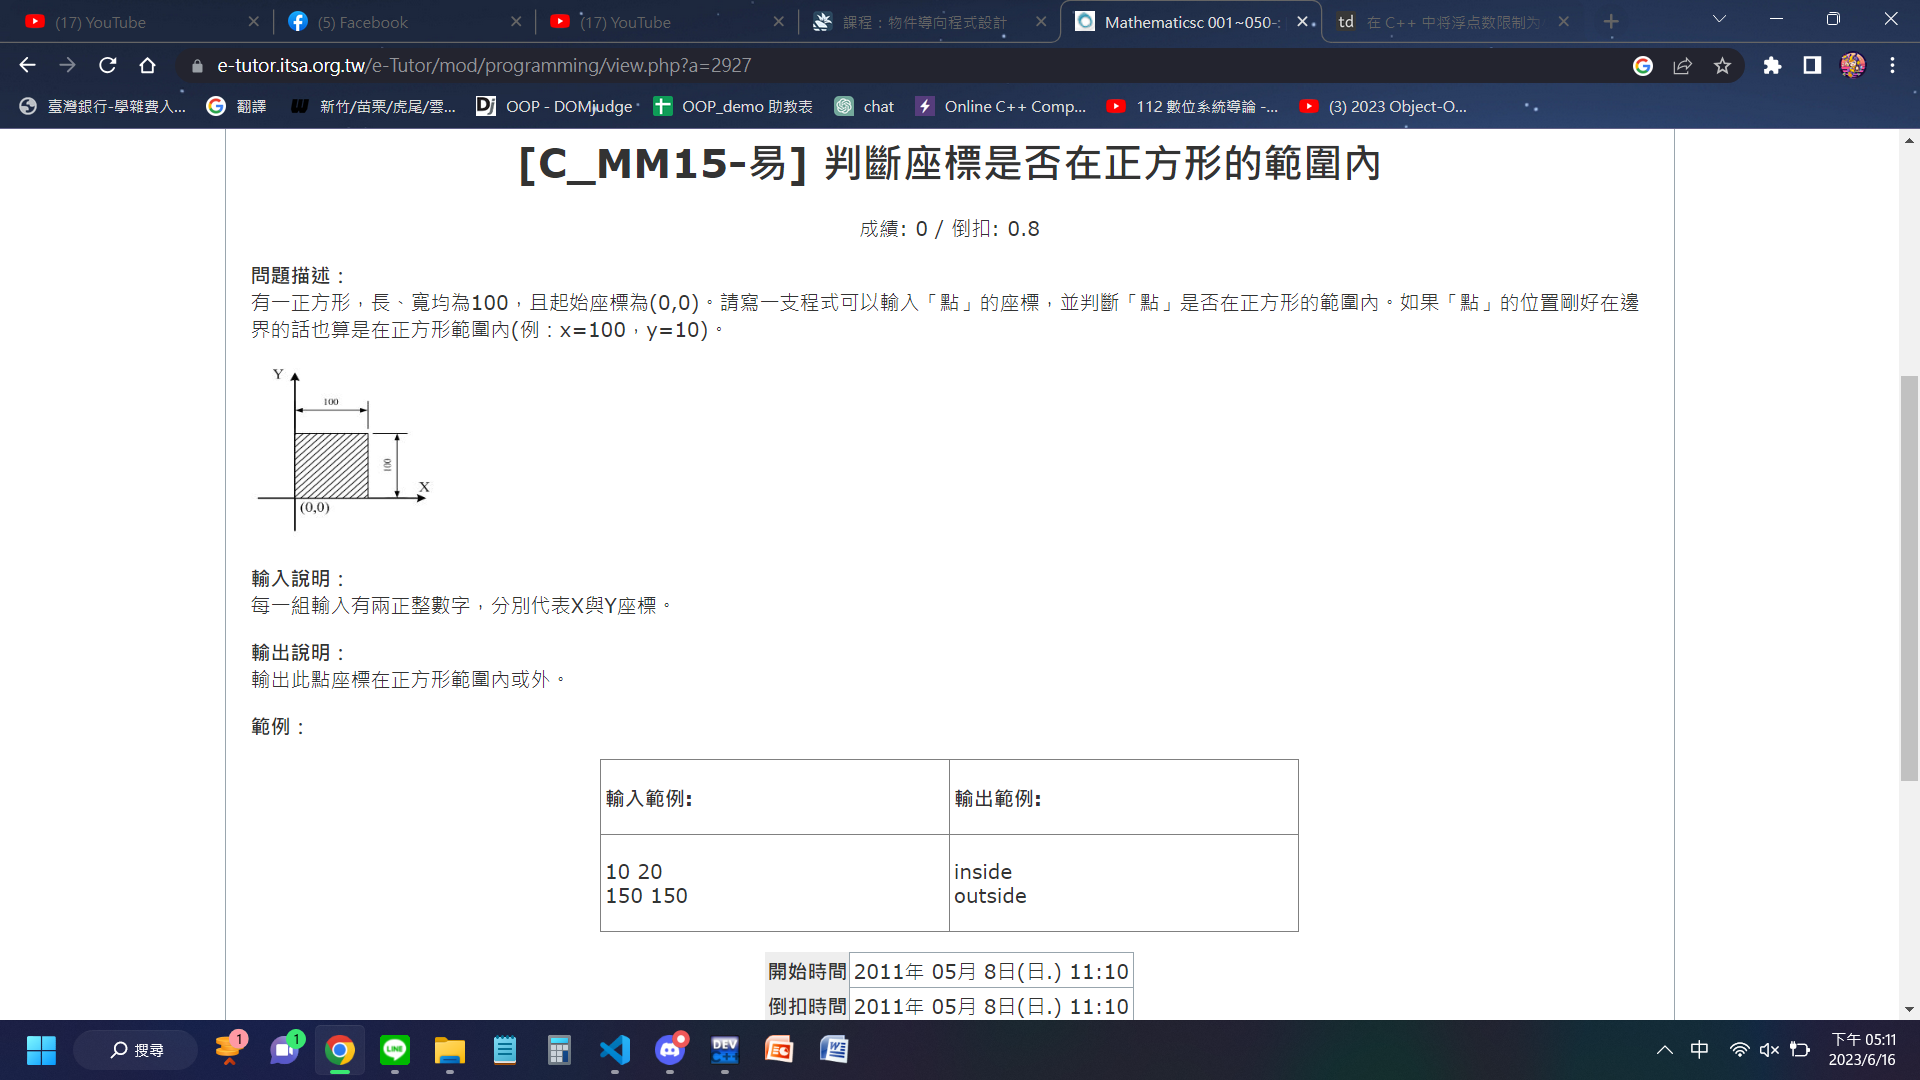 (17) YouTube
(5) Facebook
(17) YouTube
課程：物件導向程式設計
Mathematicsc 001~050-:
td 在 C++ 中将浮点数限制为
e-tutor.itsa.org.tw/e-Tutor/mod/programming/view.php?a=2927
臺灣銀行-學雜費入...
翻譯
新竹/苗栗/虎尾/雲...
OOP - DOMjudge
OOP_demo 助教表
chat
Online C++ Comp...
112 數位系統導論 -...
(3) 2023 Object-O...
[C_MM15-易] 判斷座標是否在正方形的範圍內
成績: 0 / 倒扣: 0.8
問題描述：
有一正方形，長、寬均為100，且起始座標為(0,0)。請寫一支程式可以輸入「點」的座標，並判斷「點」是否在正方形的範圍內。如果「點」的位置剛好在邊
界的話也算是在正方形範圍內(例：x=100，y=10)。
Y
100
100
X
(0,0)
輸入說明：
每一組輸入有兩正整數字，分別代表X與Y座標。
輸出說明：
輸出此點座標在正方形範圍內或外。
範例：
輸入範例:
輸出範例:
10 20
150 150
inside
outside
開始時間 2011年 05月 8日(日.) 11:10
倒扣時間 2011年 05月 8日(日.) 11:10
搜尋
1
1
LINE
DEV C++
中
下午 05:11
2023/6/16